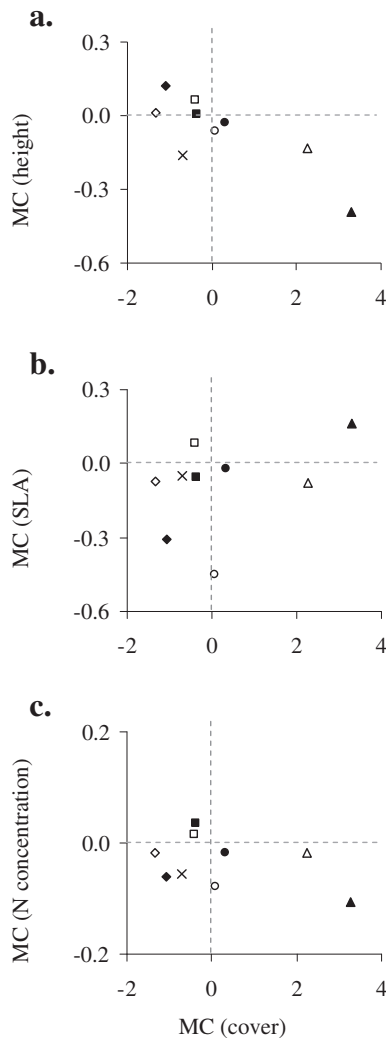 a.
0.3
0.0
-0.3
-0.6
MC (height)
-2 0 2 4
b.
0.3
0.0
-0.3
-0.6
MC (SLA)
-2 0 2 4
c.
0.2
0.0
-0.2
MC (N concentration)
-2 0 2 4
MC (cover)